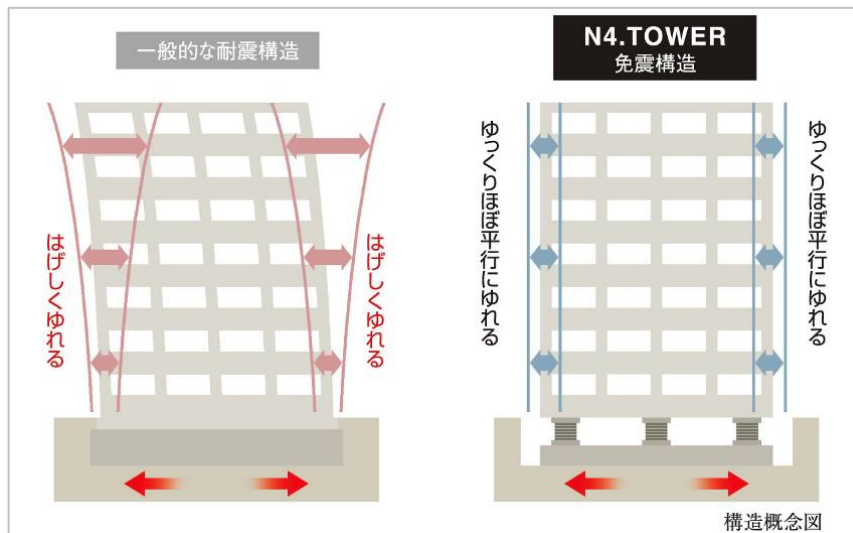 一般的な耐震構造
N4.TOWER
免震構造
はげしくゆれる
はげしくゆれる
ゆっくりほぼ平行にゆれる
ゆっくりほぼ平行にゆれる
構造概念図